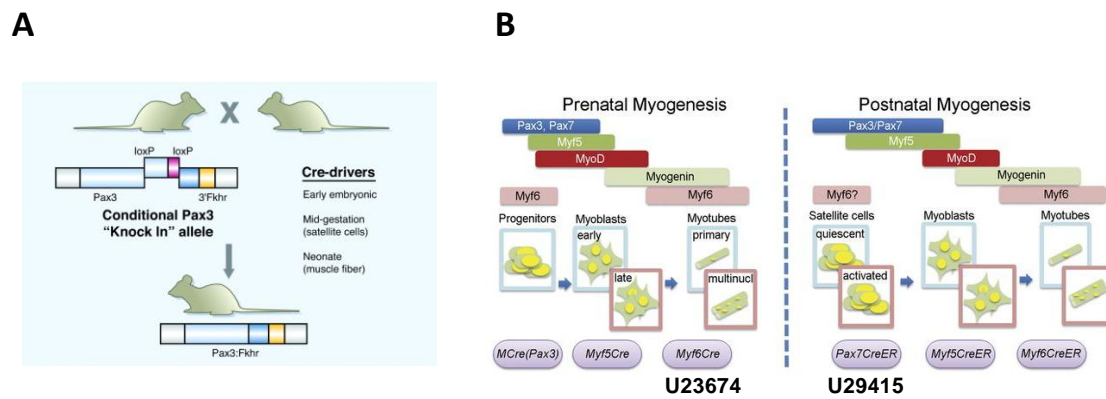 A
B
X
loxP loxP
Pax3 3'Fkhr
Conditional Pax3
"Knock In" allele
Pax3:Fkhr
Cre-drivers
Early embryonic
Mid-gestation
(satellite cells)
Neonate
(muscle fiber)
Prenatal Myogenesis
Pax3, Pax7
Myf5
MyoD
Myogenin
Myf6 Myf6
Progenitors Myoblasts Myotubes
early primary
late multinucl
MCre(Pax3) Myf5Cre Myf6Cre
U23674
Postnatal Myogenesis
Pax3/Pax7
Myf5
MyoD
Myogenin
Myf6? Myf6
Satellite cells Myoblasts Myotubes
quiescent
activated
Pax7CreER Myf5CreER Myf6CreER
U29415